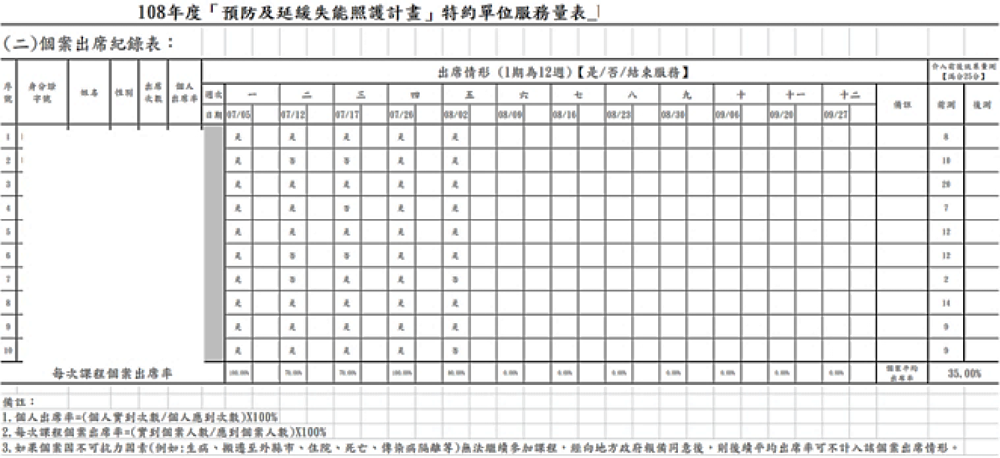 108年度「預防及延緩失能照護計畫」特約單位服務量表_
(二)個案出席紀錄表：
序號 身分證字號 姓名 性別 出席次數 個人出席率 出席情形 (1期為12週)【是/否/結束服務】 介入前後效果量測【滿分25分】
週次 一 二 三 四 五 六 七 八 九 十 十一 十二 備註 前測 後測
日期 07/05 07/12 07/17 07/26 08/02 08/09 08/16 08/23 08/30 09/06 09/20 09/27
1 是 是 是 是 是 8
2 是 否 否 是 是 10
3 是 是 是 是 是 20
4 是 是 否 是 是 7
5 是 是 是 是 是 12
6 是 否 否 是 是 12
7 是 否 是 是 否 2
8 是 是 是 是 是 14
9 是 是 是 是 是 9
10 是 是 是 是 否 9
每次課程個案出席率 100.00% 70.00% 70.00% 100.00% 80.00% 0.00% 0.00% 0.00% 0.00% 0.00% 0.00% 0.00% 個案平均出席率 35.00%
備註：
1.個人出席率=(個人實到次數/個人應到次數)X100%
2.每次課程個案出席率=(實到個案人數/應到個案人數)X100%
3.如果個案因不可抗力因素(例如:生病、搬遷至外縣市、住院、死亡、傳染病隔離等)無法繼續參加課程，經向地方政府報備同意後，則後續平均出席率可不計入該個案出席情形。